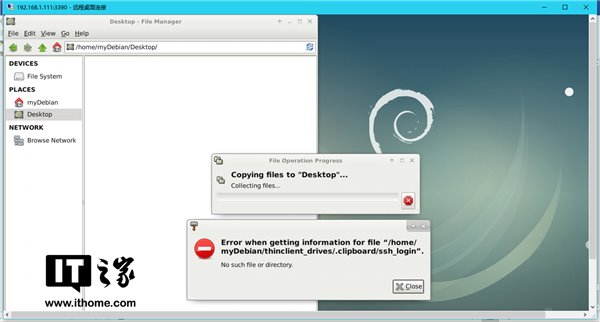 192.168.1.111:3390 - 远程桌面连接
Desktop - File Manager
File Edit View Go Help
/home/myDebian/Desktop/
DEVICES
File System
PLACES
myDebian
Desktop
NETWORK
Browse Network
File Operation Progress
Copying files to "Desktop"...
Collecting files...
Error when getting information for file “/home/
myDebian/thinclient_drives/.clipboard/ssh_login”.
No such file or directory.
Close
IT之家
www.ithome.com